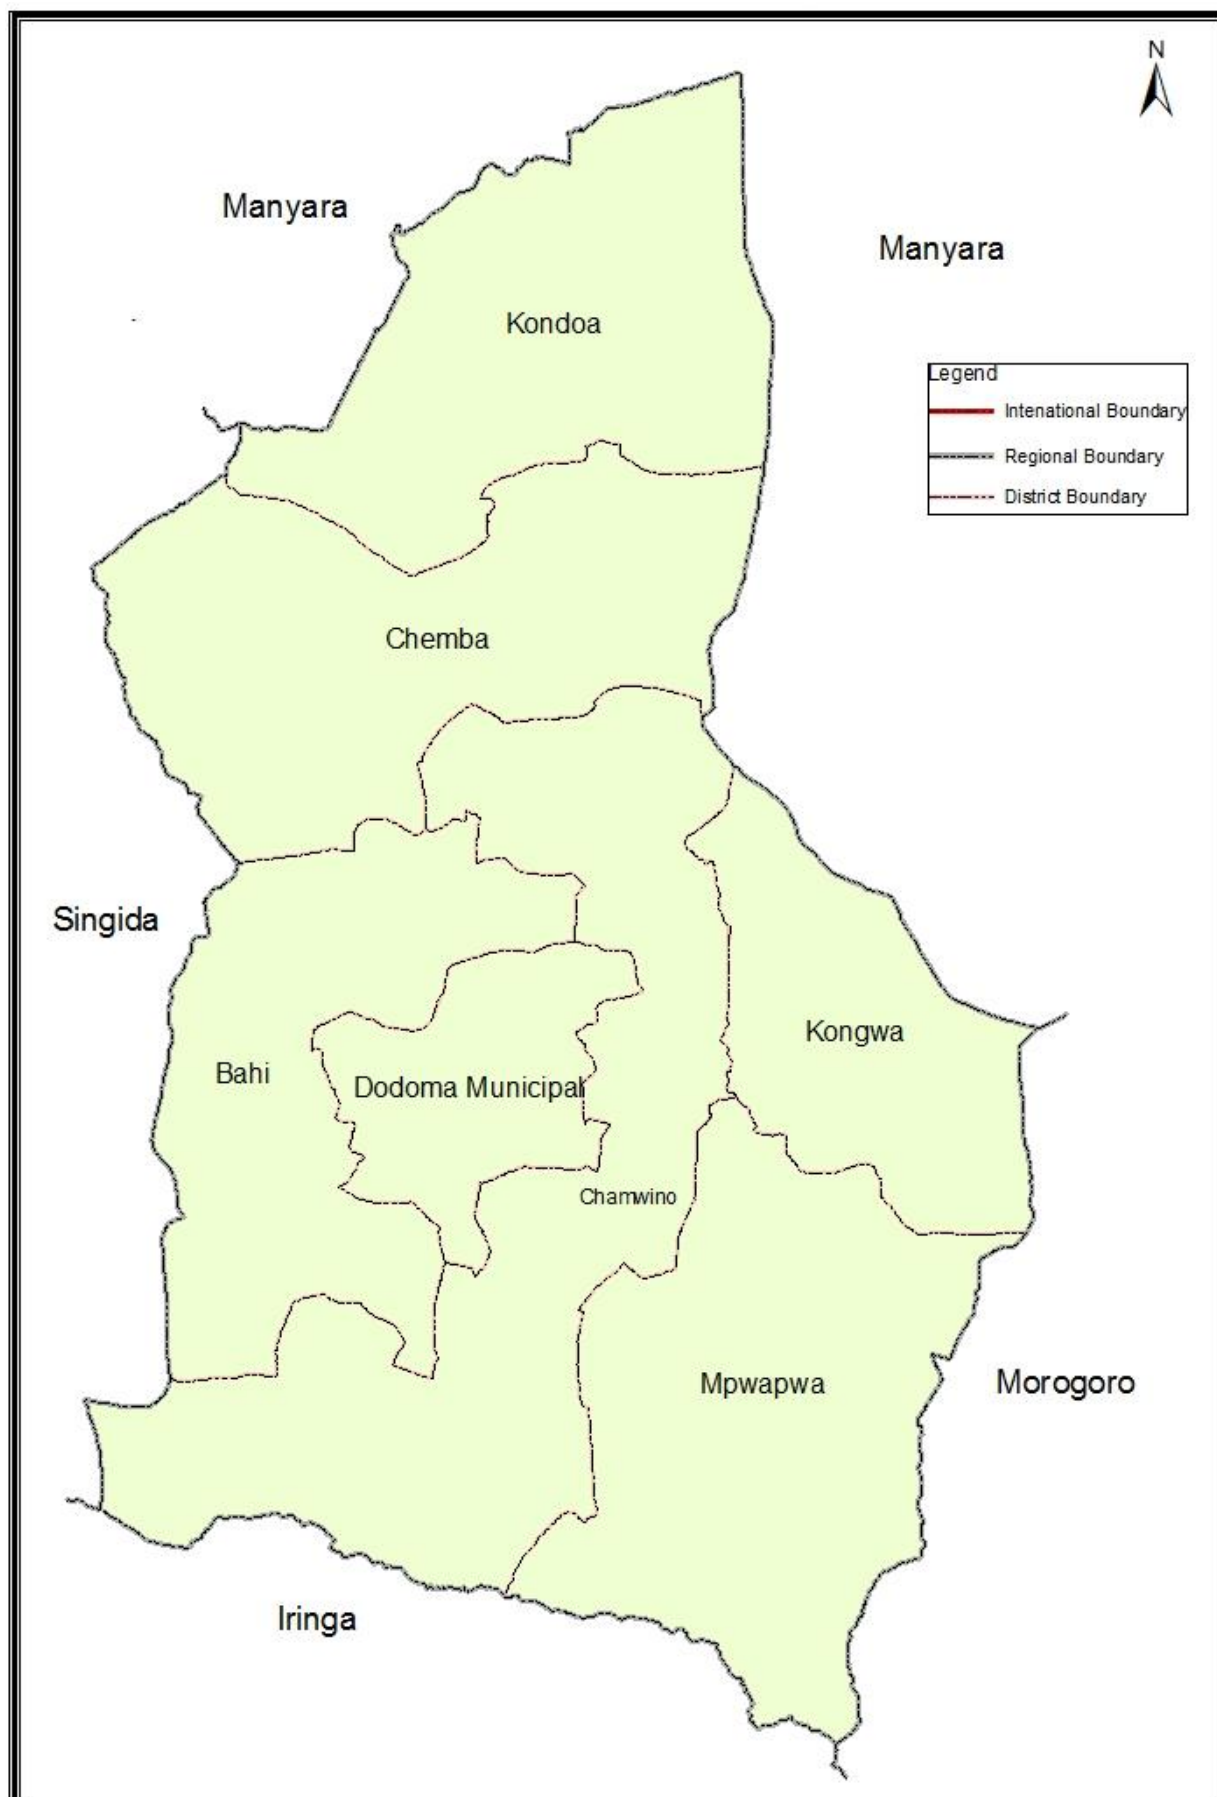 N
Manyara
Manyara
Kondoa
Legend
Intenational Boundary
Regional Boundary
District Boundary
Chemba
Singida
Kongwa
Bahi
Dodoma Municipal
Chamwino
Mpwapwa
Morogoro
Iringa